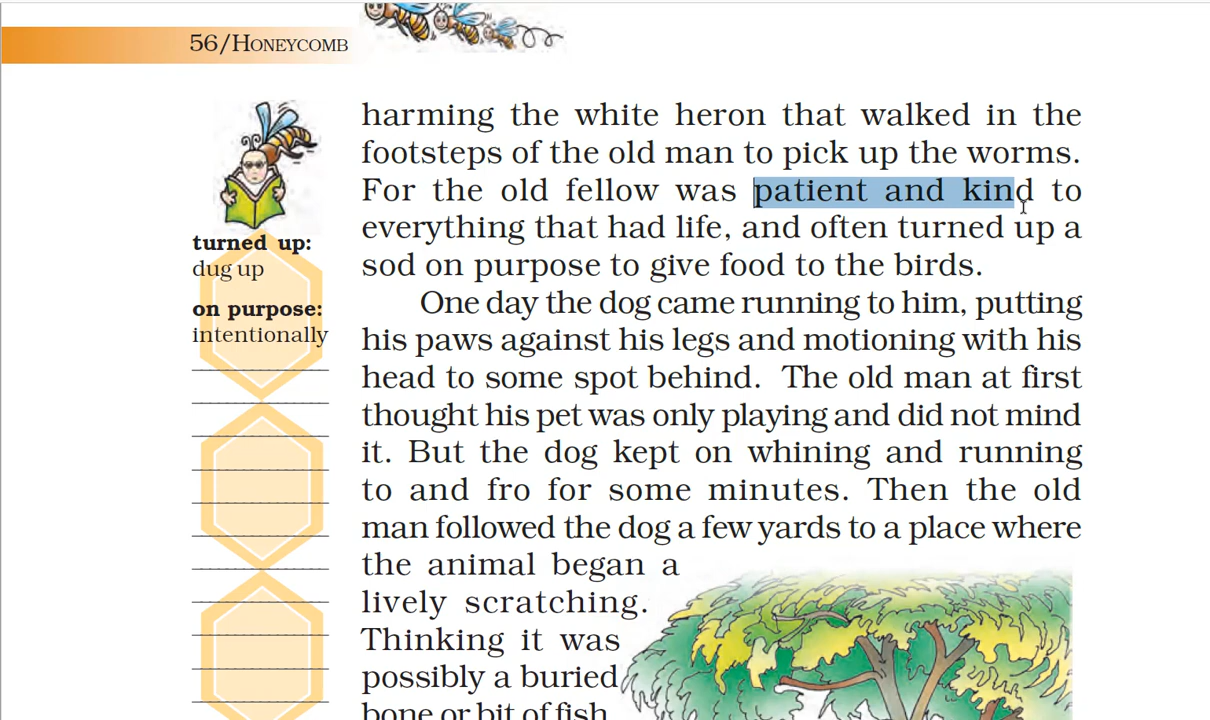 56/HONEYCOMB
turned up:
dug up
on purpose:
intentionally
harming the white heron that walked in the
footsteps of the old man to pick up the worms.
For the old fellow was patient and kind to
everything that had life, and often turned up a
sod on purpose to give food to the birds.
One day the dog came running to him, putting
his paws against his legs and motioning with his
head to some spot behind. The old man at first
thought his pet was only playing and did not mind
it. But the dog kept on whining and running
to and fro for some minutes. Then the old
man followed the dog a few yards to a place where
the animal began a
lively scratching.
Thinking it was
possibly a buried
bone or bit of fish